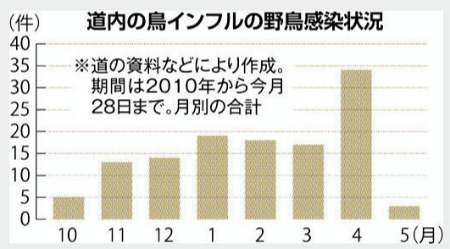 道内の鳥インフルの野鳥感染状況
(件)
※道の資料などにより作成。
期間は2010年から今月
28日まで。月別の合計
40
35
30
25
20
15
10
5
0
10 11 12 1 2 3 4 5(月)